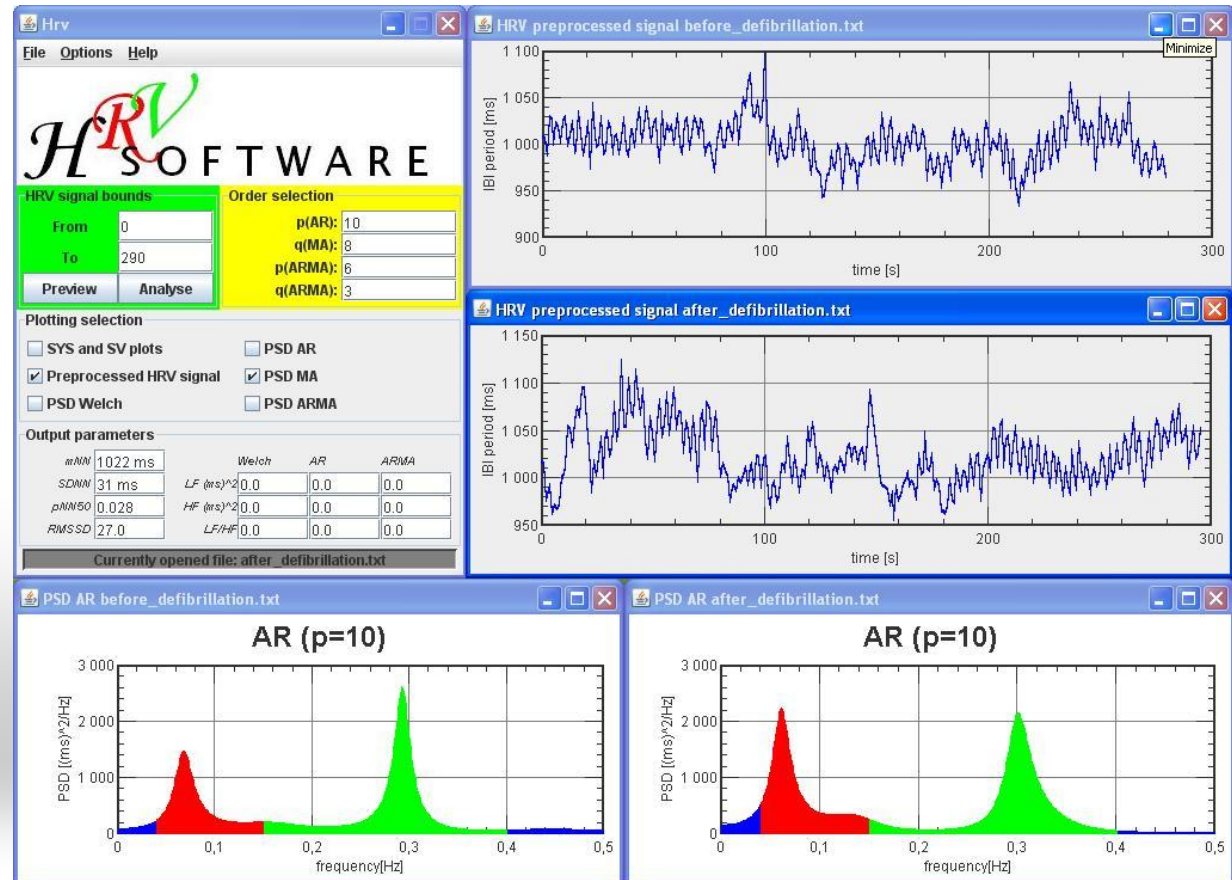 Hrv
File Options Help
HRV SOFTWARE
HRV signal bounds
From 0
To 290
Preview Analyse
Order selection
p(AR): 10
q(MA): 8
p(ARMA): 6
q(ARMA): 3
Plotting selection
SYS and SV plots PSD AR
Preprocessed HRV signal PSD MA
PSD Welch PSD ARMA
Output parameters
mNN 1022 ms
SDNN 31 ms
pNN50 0.028
RMSSD 27.0
Welch AR ARMA
LF (ms)^2 0.0 0.0 0.0
HF (ms)^2 0.0 0.0 0.0
LF/HF 0.0 0.0 0.0
Currently opened file: after_defibrillation.txt
HRV preprocessed signal before_defibrillation.txt
Minimize
IBI period [ms]
1 100
1 050
1 000
950
900
0 100 200 300
time [s]
HRV preprocessed signal after_defibrillation.txt
IBI period [ms]
1 150
1 100
1 050
1 000
950
0 100 200 300
time [s]
PSD AR before_defibrillation.txt
AR (p=10)
PSD [(ms)^2/Hz]
3 000
2 000
1 000
0
0 0,1 0,2 0,3 0,4 0,5
frequency[Hz]
PSD AR after_defibrillation.txt
AR (p=10)
PSD [(ms)^2/Hz]
3 000
2 000
1 000
0
0 0,1 0,2 0,3 0,4 0,5
frequency[Hz]